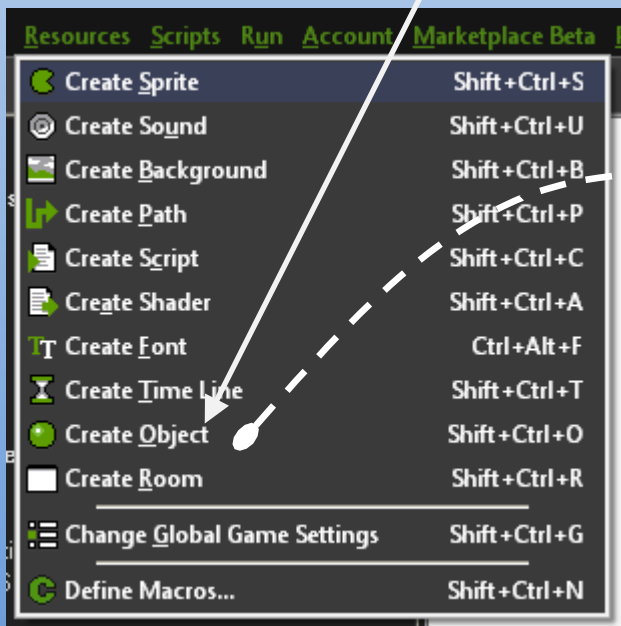 Resources Scripts Run Account Marketplace Beta
Create Sprite Shift+Ctrl+S
Create Sound Shift+Ctrl+U
Create Background Shift+Ctrl+B
Create Path Shift+Ctrl+P
Create Script Shift+Ctrl+C
Create Shader Shift+Ctrl+A
Create Font Ctrl+Alt+F
Create Time Line Shift+Ctrl+T
Create Object Shift+Ctrl+O
Create Room Shift+Ctrl+R
Change Global Game Settings Shift+Ctrl+G
Define Macros... Shift+Ctrl+N